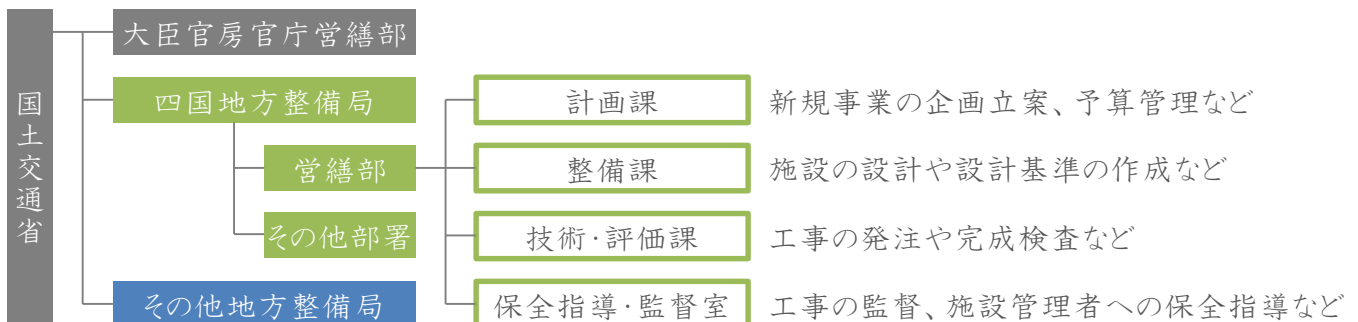 国土交通省
大臣官房官庁営繕部
四国地方整備局
営繕部
その他部署
その他地方整備局
計画課 新規事業の企画立案、予算管理など
整備課 施設の設計や設計基準の作成など
技術・評価課 工事の発注や完成検査など
保全指導・監督室 工事の監督、施設管理者への保全指導など